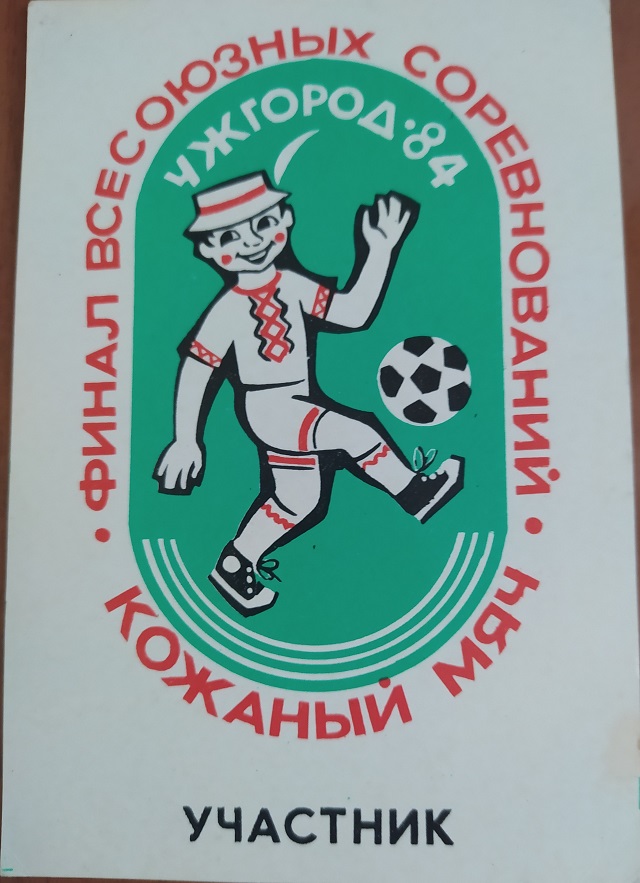 ФИНАЛ ВСЕСОЮЗНЫХ СОРЕВНОВАНИЙ
УЖГОРОД·84
КОЖАНЫЙ МЯЧ
УЧАСТНИК